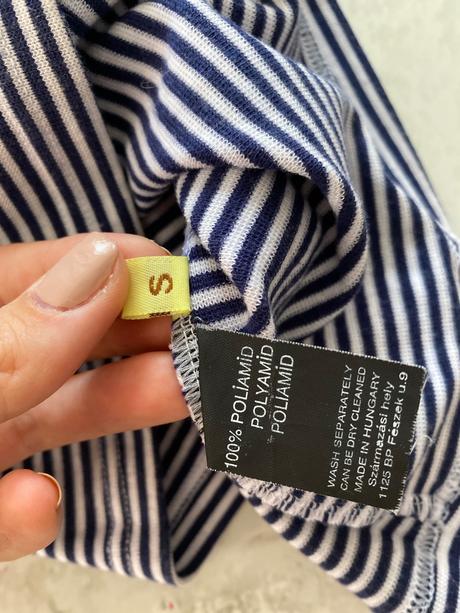 S
100% POLIAMiD
POLYAMiD
POLIAMID
WASH SEPARATELY
CAN BE DRY CLEANED
MADE IN HUNGARY
Származási hely
1125 BP Fészek u.9